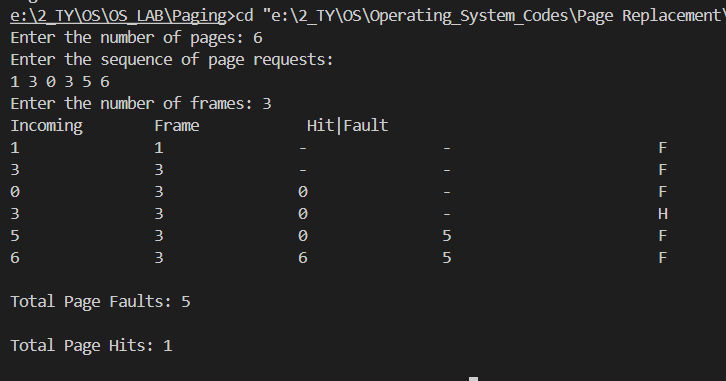 e:\2_TY\OS\OS_LAB\Paging>cd "e:\2_TY\OS\Operating_System_Codes\Page Replacement\
Enter the number of pages: 6
Enter the sequence of page requests:
1 3 0 3 5 6
Enter the number of frames: 3
Incoming Frame Hit|Fault
1 1 - - F
3 3 - - F
0 3 0 - F
3 3 0 - H
5 3 0 5 F
6 3 6 5 F
Total Page Faults: 5
Total Page Hits: 1